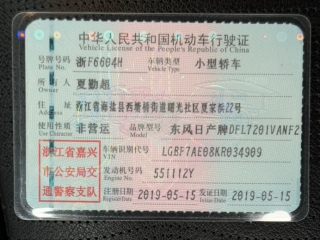 中华人民共和国机动车行驶证
Vehicle License of the People's Republic of China
号牌号码 浙F6604H 车辆类型 小型轿车
Plate No. Vehicle Type
所有人 夏勤超
Owner
住址 浙江省海盐县西塘桥街道曙光社区夏家浜22号
Address
使用性质 非营运 品牌型号 东风日产牌DFL7201VANF2
Use Character Model
浙江省嘉兴市公安局交通警察支队
车辆识别代号 LGBF7AE08KR034909
VIN
发动机号码 551112Y
Engine No.
注册日期 2019-05-15 发证日期 2019-05-15
Register Date Issue Date